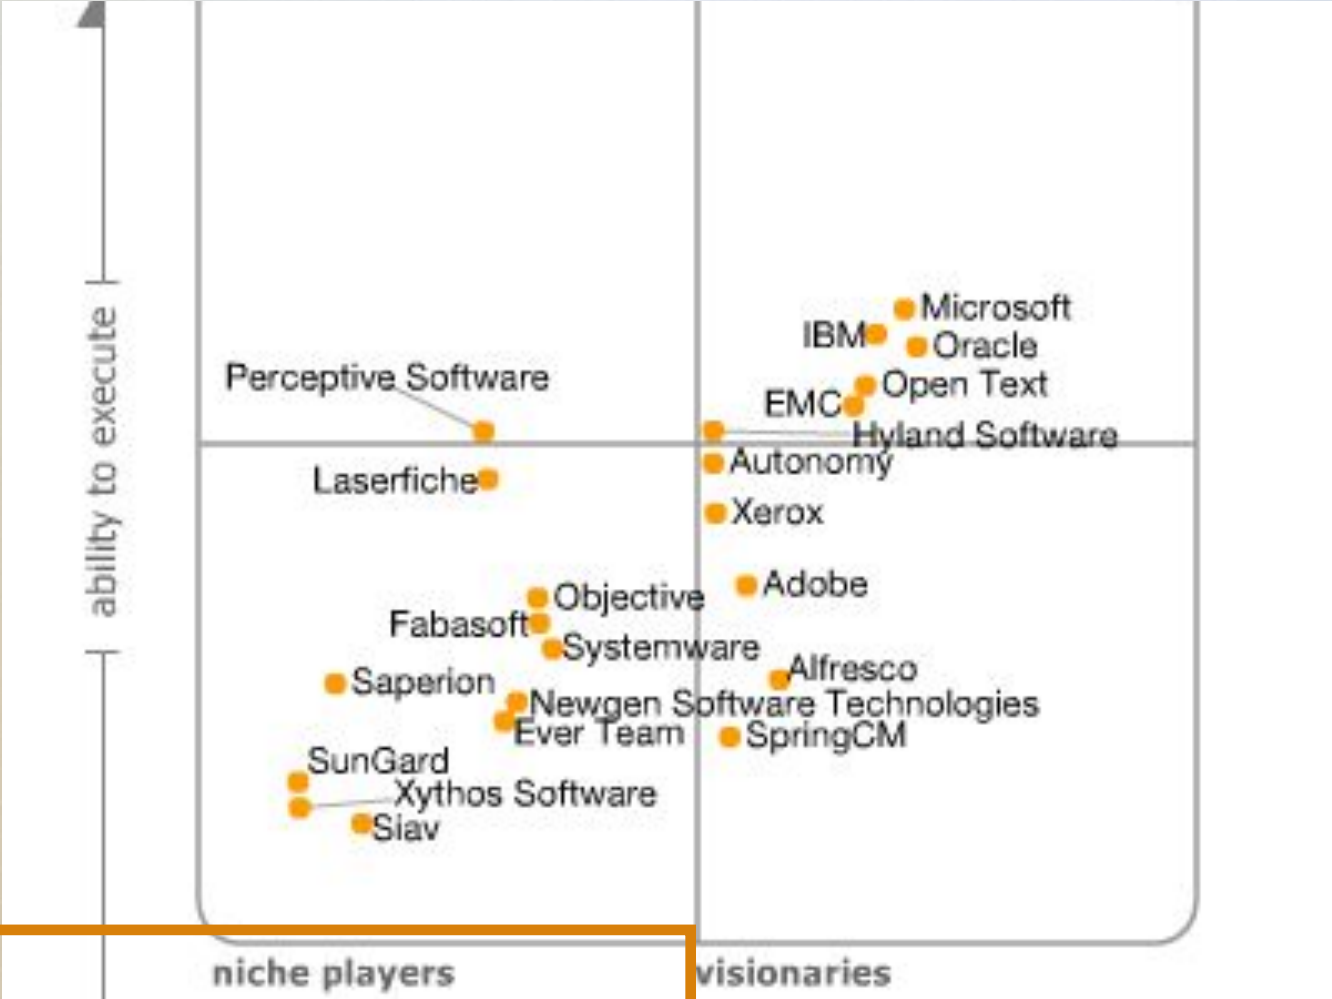 Microsoft
IBM
Oracle
Perceptive Software
Open Text
EMC
Hyland Software
Autonomy
Laserfiche
Xerox
ability to execute
Adobe
Objective
Fabasoft
Systemware
Alfresco
Saperion
Newgen Software Technologies
Ever Team
SpringCM
SunGard
Xythos Software
Siav
niche players
visionaries